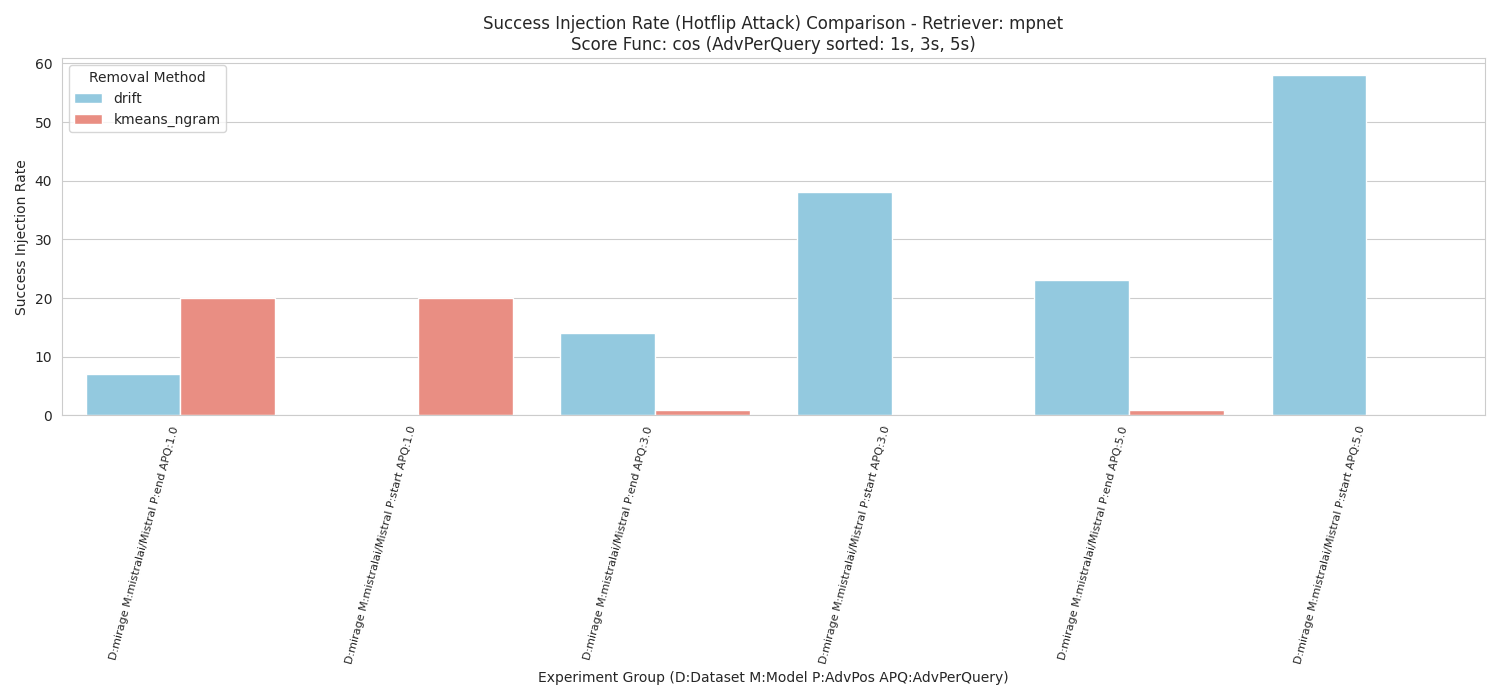 Success Injection Rate (Hotflip Attack) Comparison - Retriever: mpnet
Score Func: cos (AdvPerQuery sorted: 1s, 3s, 5s)
Removal Method
drift
kmeans_ngram
Success Injection Rate
60
50
40
30
20
10
0
D:mirage M:mistralai/Mistral P:end APQ:1.0
D:mirage M:mistralai/Mistral P:start APQ:1.0
D:mirage M:mistralai/Mistral P:end APQ:3.0
D:mirage M:mistralai/Mistral P:start APQ:3.0
D:mirage M:mistralai/Mistral P:end APQ:5.0
D:mirage M:mistralai/Mistral P:start APQ:5.0
Experiment Group (D:Dataset M:Model P:AdvPos APQ:AdvPerQuery)